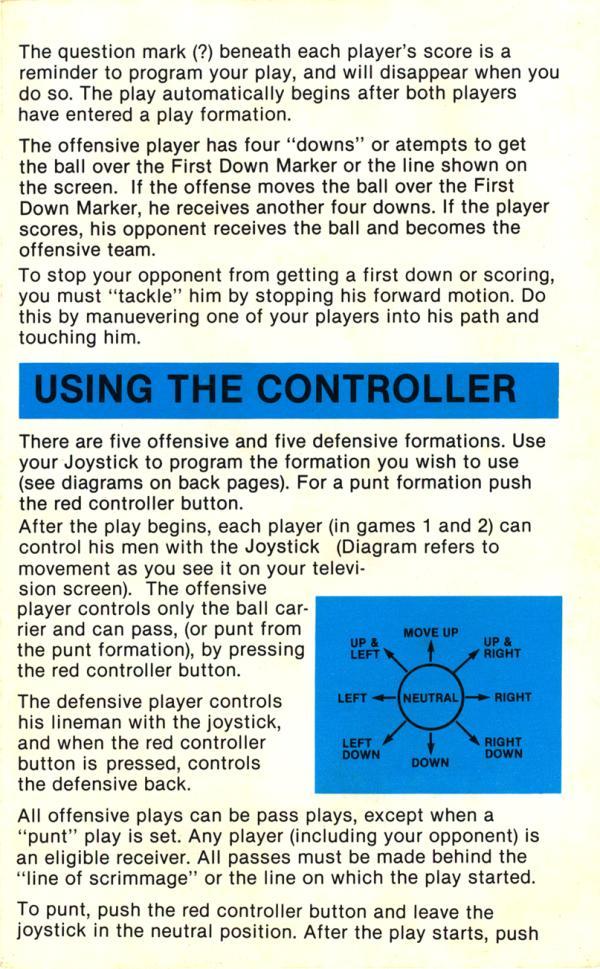 The question mark (?) beneath each player's score is a
reminder to program your play, and will disappear when you
do so. The play automatically begins after both players
have entered a play formation.
The offensive player has four "downs" or atempts to get
the ball over the First Down Marker or the line shown on
the screen. If the offense moves the ball over the First
Down Marker, he receives another four downs. If the player
scores, his opponent receives the ball and becomes the
offensive team.
To stop your opponent from getting a first down or scoring,
you must "tackle" him by stopping his forward motion. Do
this by manuevering one of your players into his path and
touching him.
USING THE CONTROLLER
There are five offensive and five defensive formations. Use
your Joystick to program the formation you wish to use
(see diagrams on back pages). For a punt formation push
the red controller button.
After the play begins, each player (in games 1 and 2) can
control his men with the Joystick (Diagram refers to
movement as you see it on your televi-
sion screen). The offensive
player controls only the ball car-
rier and can pass, (or punt from
the punt formation), by pressing
the red controller button.
The defensive player controls
his lineman with the joystick,
and when the red controller
button is pressed, controls
the defensive back.
MOVE UP
UP &
LEFT
UP &
RIGHT
LEFT
NEUTRAL
RIGHT
LEFT
DOWN
DOWN
RIGHT
DOWN
All offensive plays can be pass plays, except when a
"punt" play is set. Any player (including your opponent) is
an eligible receiver. All passes must be made behind the
"line of scrimmage" or the line on which the play started.
To punt, push the red controller button and leave the
joystick in the neutral position. After the play starts, push